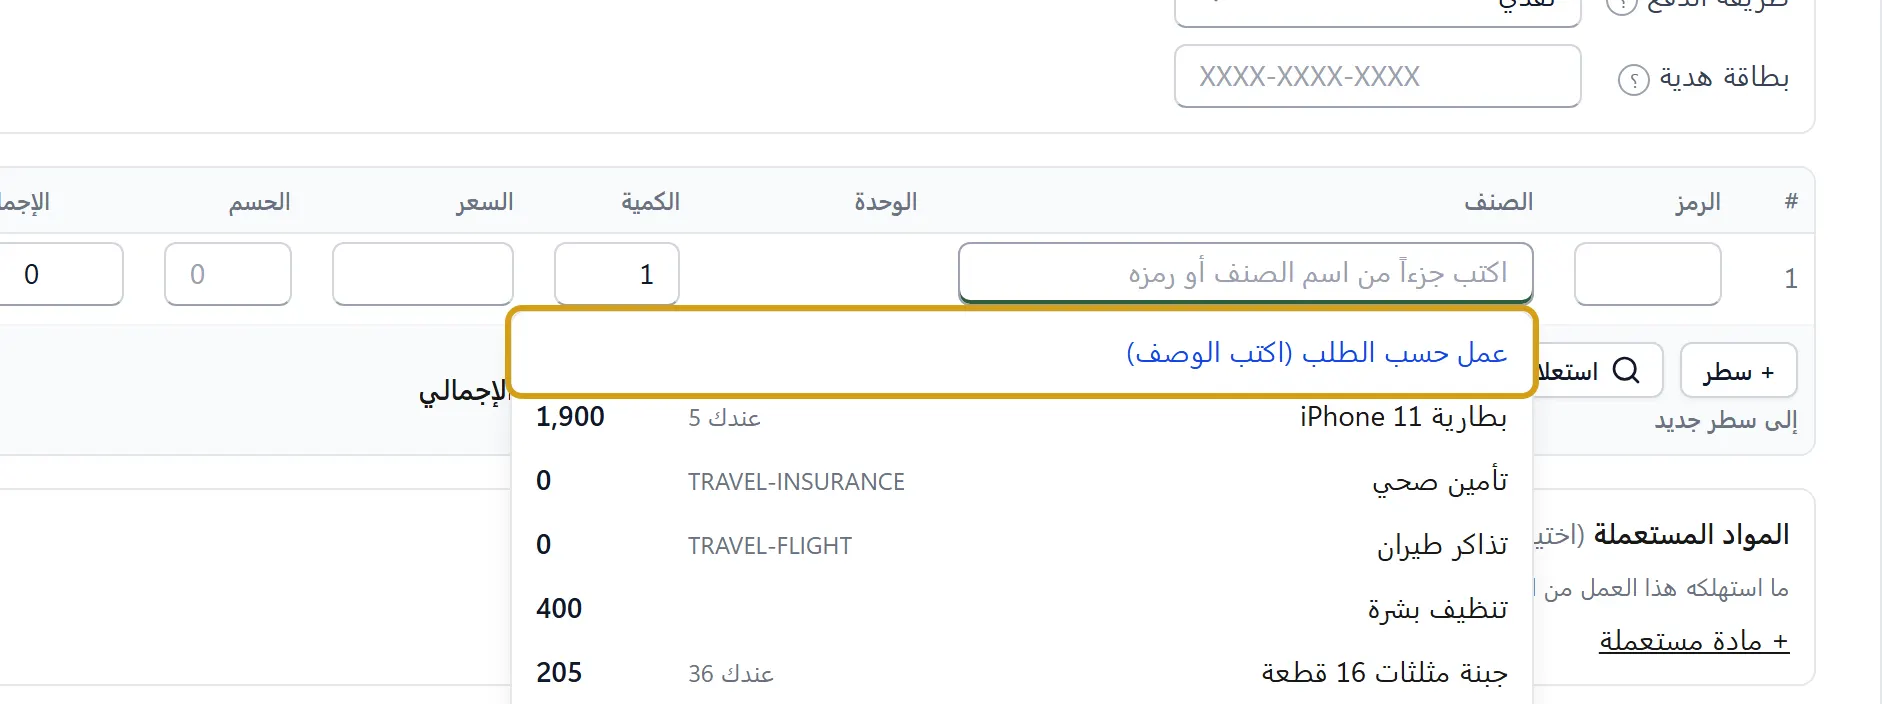 طريقة الدفع ؟ نقدي
بطاقة هدية ؟ XXXX-XXXX-XXXX
# الرمز الصنف الوحدة الكمية السعر الحسم
1 اكتب جزءاً من اسم الصنف أو رمزه 1 0 0
عمل حسب الطلب (اكتب الوصف)
+ سطر
الإجمالي
بطارية iPhone 11 عندك 5 1,900
إلى سطر جديد
تأمين صحي TRAVEL-INSURANCE 0
تذاكر طيران TRAVEL-FLIGHT 0
تنظيف بشرة 400
جبنة مثلثات 16 قطعة عندك 36 205
المواد المستعملة
ما استهلكه هذا العمل من
+ مادة مستعملة